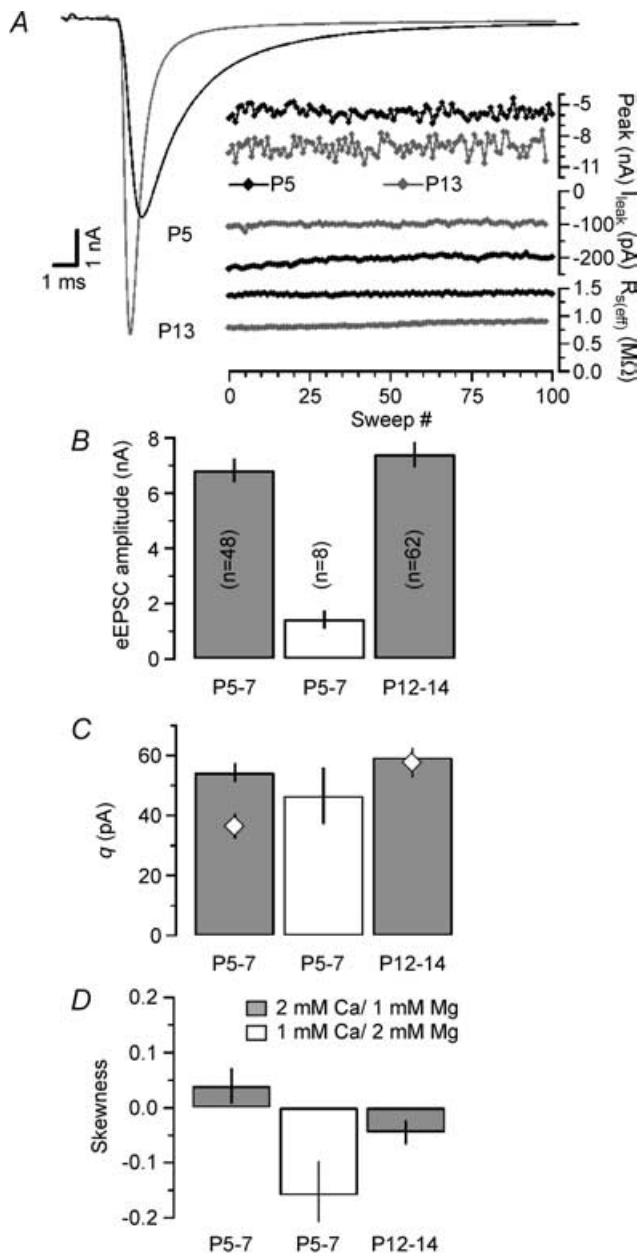 A
P5
P13
1 nA
1 ms
P5
P13
-5
-8
-11
Peak (nA)
0
-100
-200
I leak (pA)
1.5
1.0
0.5
0.0
Rs(eff) (MΩ)
0 25 50 75 100
Sweep #
B
eEPSC amplitude (nA)
8
6
4
2
0
(n=48)
(n=8)
(n=62)
P5-7 P5-7 P12-14
C
q (pA)
60
40
20
0
P5-7 P5-7 P12-14
D
Skewness
0.2
0.1
0.0
-0.1
-0.2
2 mM Ca/ 1 mM Mg
1 mM Ca/ 2 mM Mg
P5-7 P5-7 P12-14